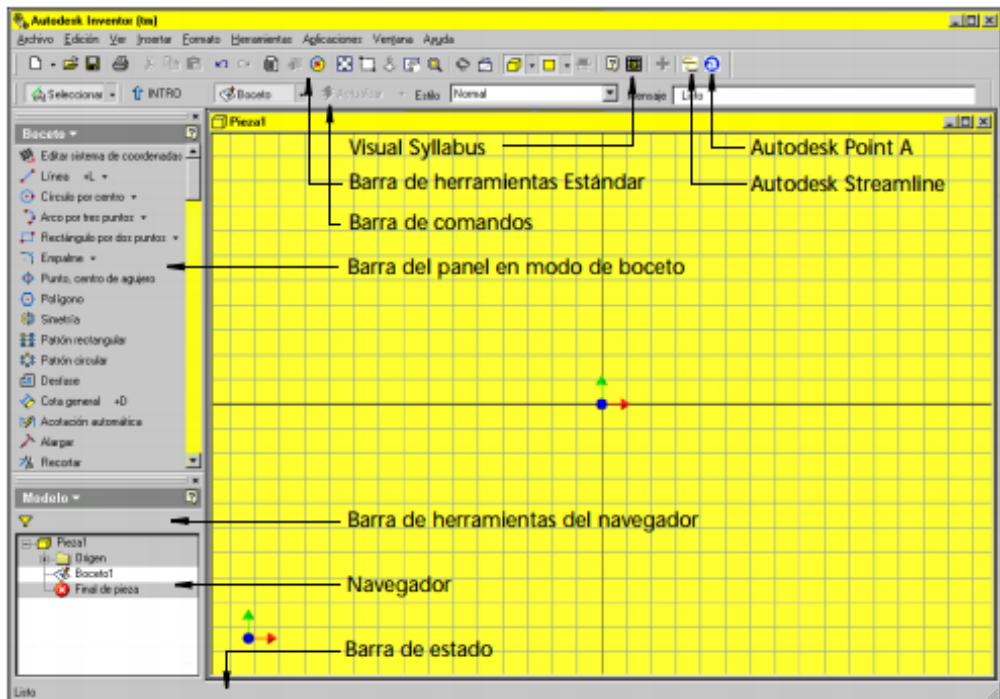 Autodesk Inventor (tm)
Archivo Edición Ver Insertar Formato Herramientas Aplicaciones Ventana Ayuda
Seleccionar INTRO Boceto Actualizar Estilo Normal Mensaje Listo
Boceto
Editar sistema de coordenadas
Línea +L
Círculo por centro
Arco por tres puntos
Rectángulo por dos puntos
Empalme
Punto, centro de agujero
Polígono
Simetría
Patrón rectangular
Patrón circular
Desfase
Cota general +D
Acotación automática
Alargar
Recortar
Modelo
Pieza1
Origen
Boceto1
Final de pieza
Pieza1
Visual Syllabus
Autodesk Point A
Barra de herramientas Estándar
Autodesk Streamline
Barra de comandos
Barra del panel en modo de boceto
Barra de herramientas del navegador
Navegador
Barra de estado
Listo